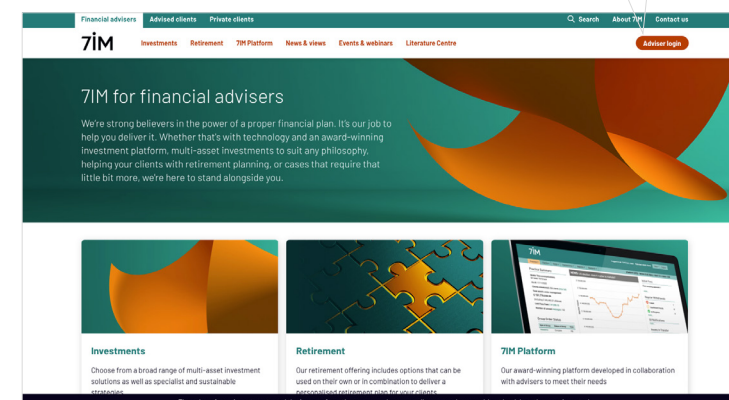 Financial advisers Advised clients Private clients Search About 7IM Contact us
7iM Investments Retirement 7IM Platform News & views Events & webinars Literature Centre Adviser login
7IM for financial advisers
We're strong believers in the power of a proper financial plan. It's our job to
help you deliver it. Whether that's with technology and an award-winning
investment platform, multi-asset investments to suit any philosophy,
helping your clients with retirement planning, or cases that require that
little bit more, we're here to stand alongside you.
7iM
Investments
Choose from a broad range of multi-asset investment
solutions as well as specialist and sustainable
strategies
Retirement
Our retirement offering includes options that can be
used on their own or in combination to deliver a
personalised retirement plan for your clients
7IM Platform
Our award-winning platform developed in collaboration
with advisers to meet their needs